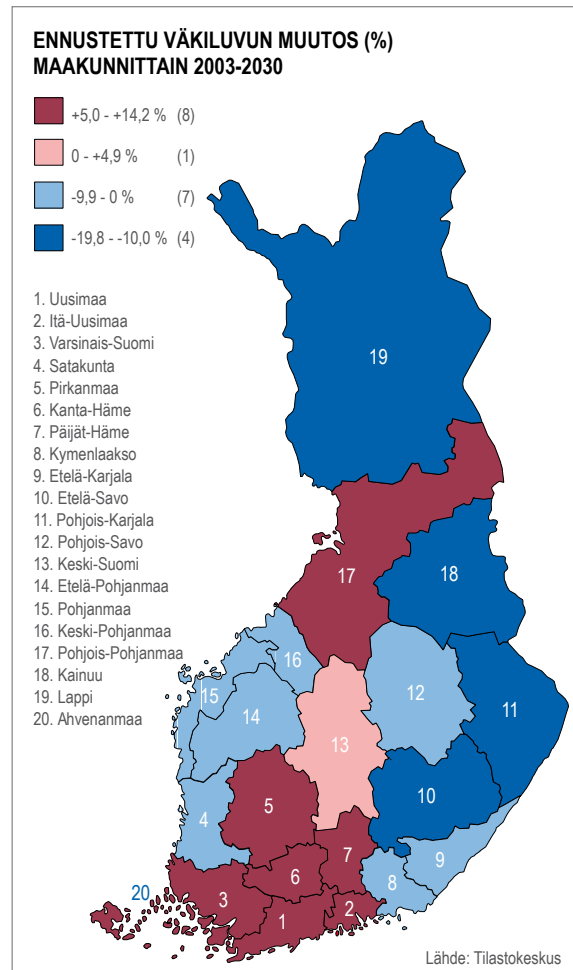 ENNUSTETTU VÄKILUVUN MUUTOS (%)
MAAKUNNITTAIN 2003-2030
+5,0 - +14,2 % (8)
0 - +4,9 % (1)
-9,9 - 0 % (7)
-19,8 - -10,0 % (4)
1. Uusimaa
2. Itä-Uusimaa
3. Varsinais-Suomi
4. Satakunta
5. Pirkanmaa
6. Kanta-Häme
7. Päijät-Häme
8. Kymenlaakso
9. Etelä-Karjala
10. Etelä-Savo
11. Pohjois-Karjala
12. Pohjois-Savo
13. Keski-Suomi
14. Etelä-Pohjanmaa
15. Pohjanmaa
16. Keski-Pohjanmaa
17. Pohjois-Pohjanmaa
18. Kainuu
19. Lappi
20. Ahvenanmaa
19
17
18
16
15
12
14
11
13
10
5
4
7
9
6
8
20
3
2
1
Lähde: Tilastokeskus